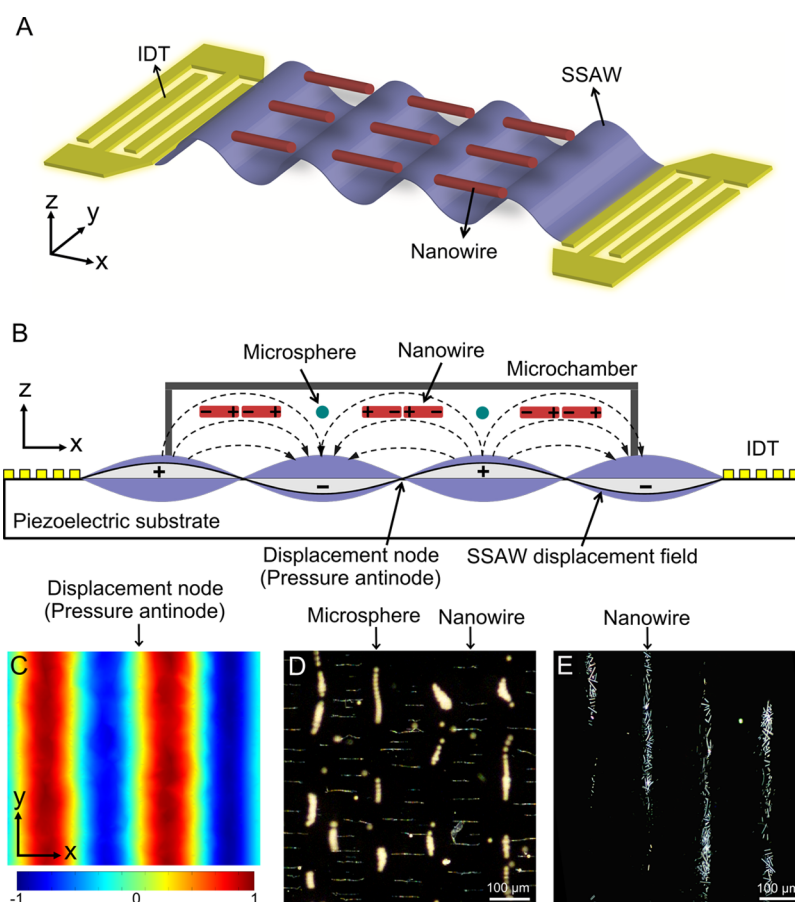 A
IDT
SSAW
z
y
x
Nanowire
B
Microsphere
Nanowire
Microchamber
z
x
− + − +
+ − + −
− + − +
IDT
+
−
+
−
Piezoelectric substrate
Displacement node
(Pressure antinode)
SSAW displacement field
Displacement node
(Pressure antinode)
Microsphere
Nanowire
Nanowire
C
D
E
y
x
-1
0
1
100 µm
100 µm